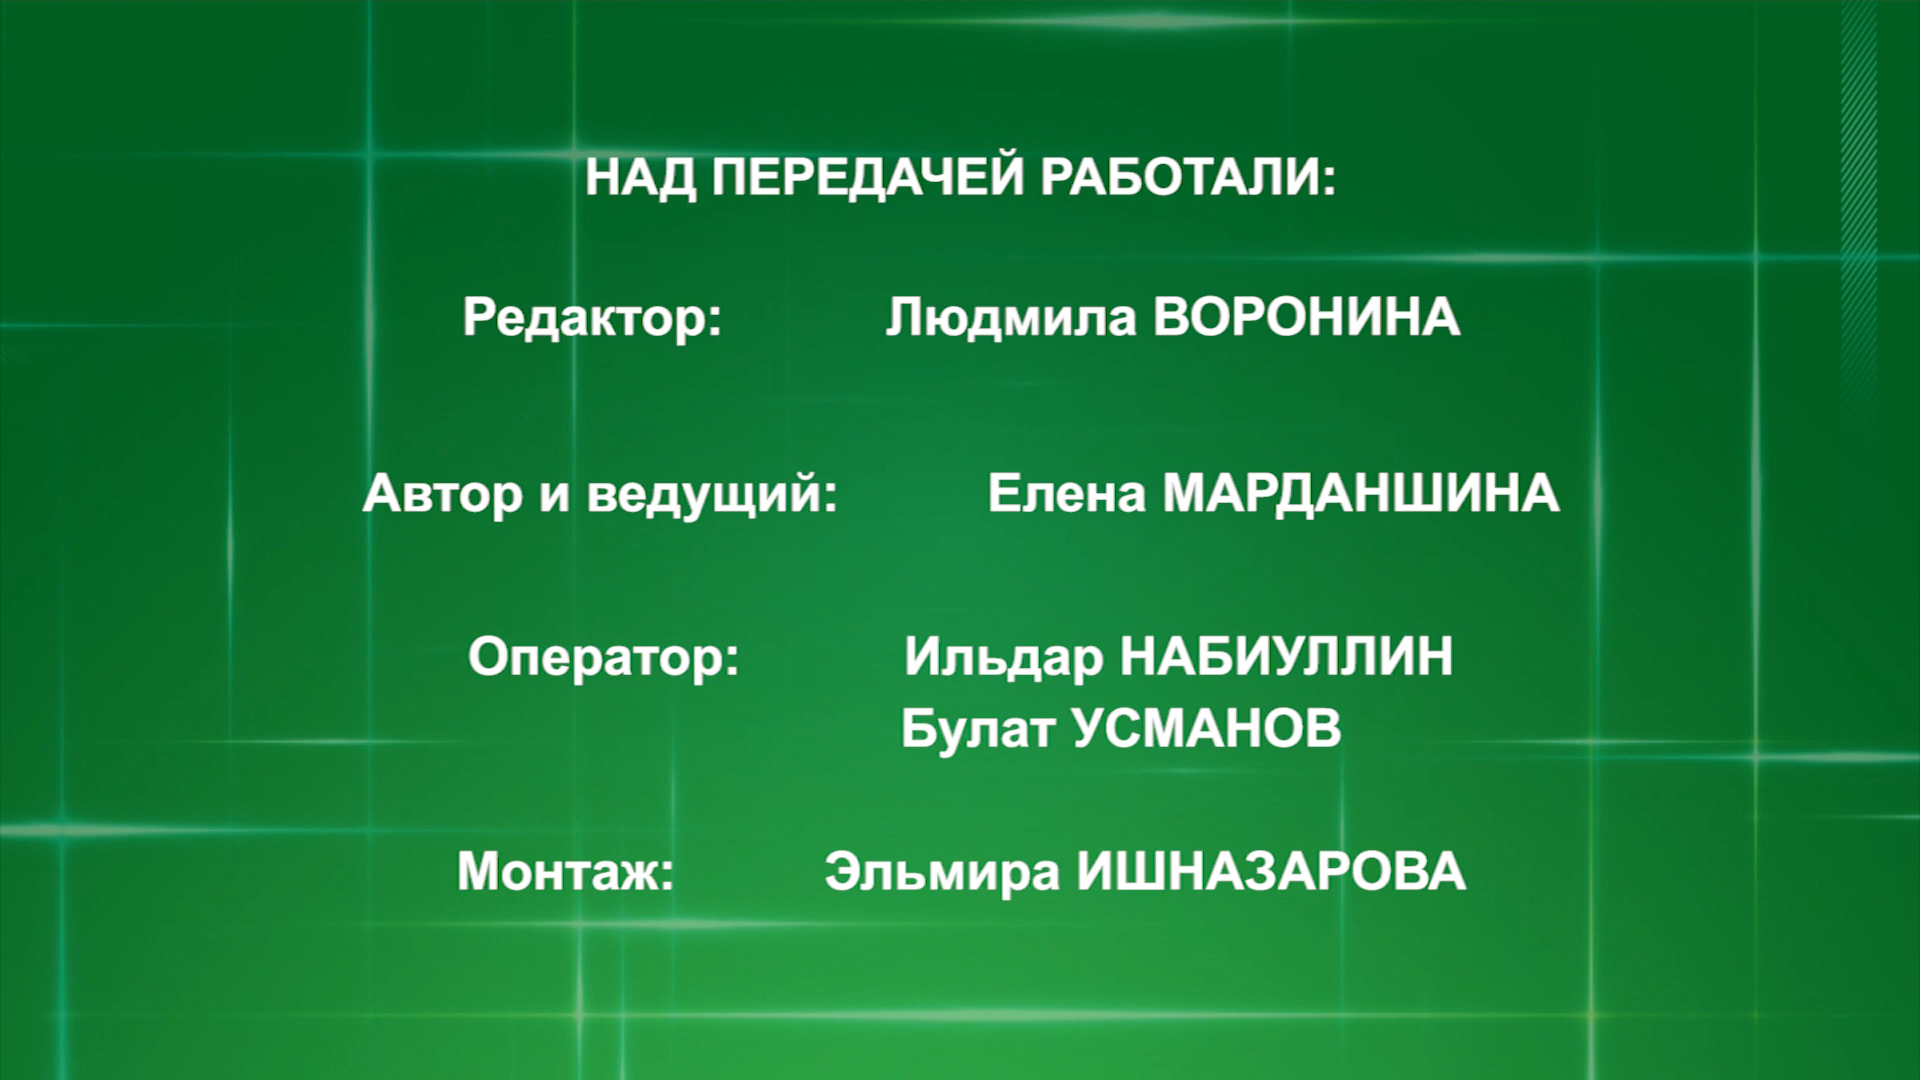 НАД ПЕРЕДАЧЕЙ РАБОТАЛИ:
Редактор: Людмила ВОРОНИНА
Автор и ведущий: Елена МАРДАНШИНА
Оператор: Ильдар НАБИУЛЛИН
Булат УСМАНОВ
Монтаж: Эльмира ИШНАЗАРОВА